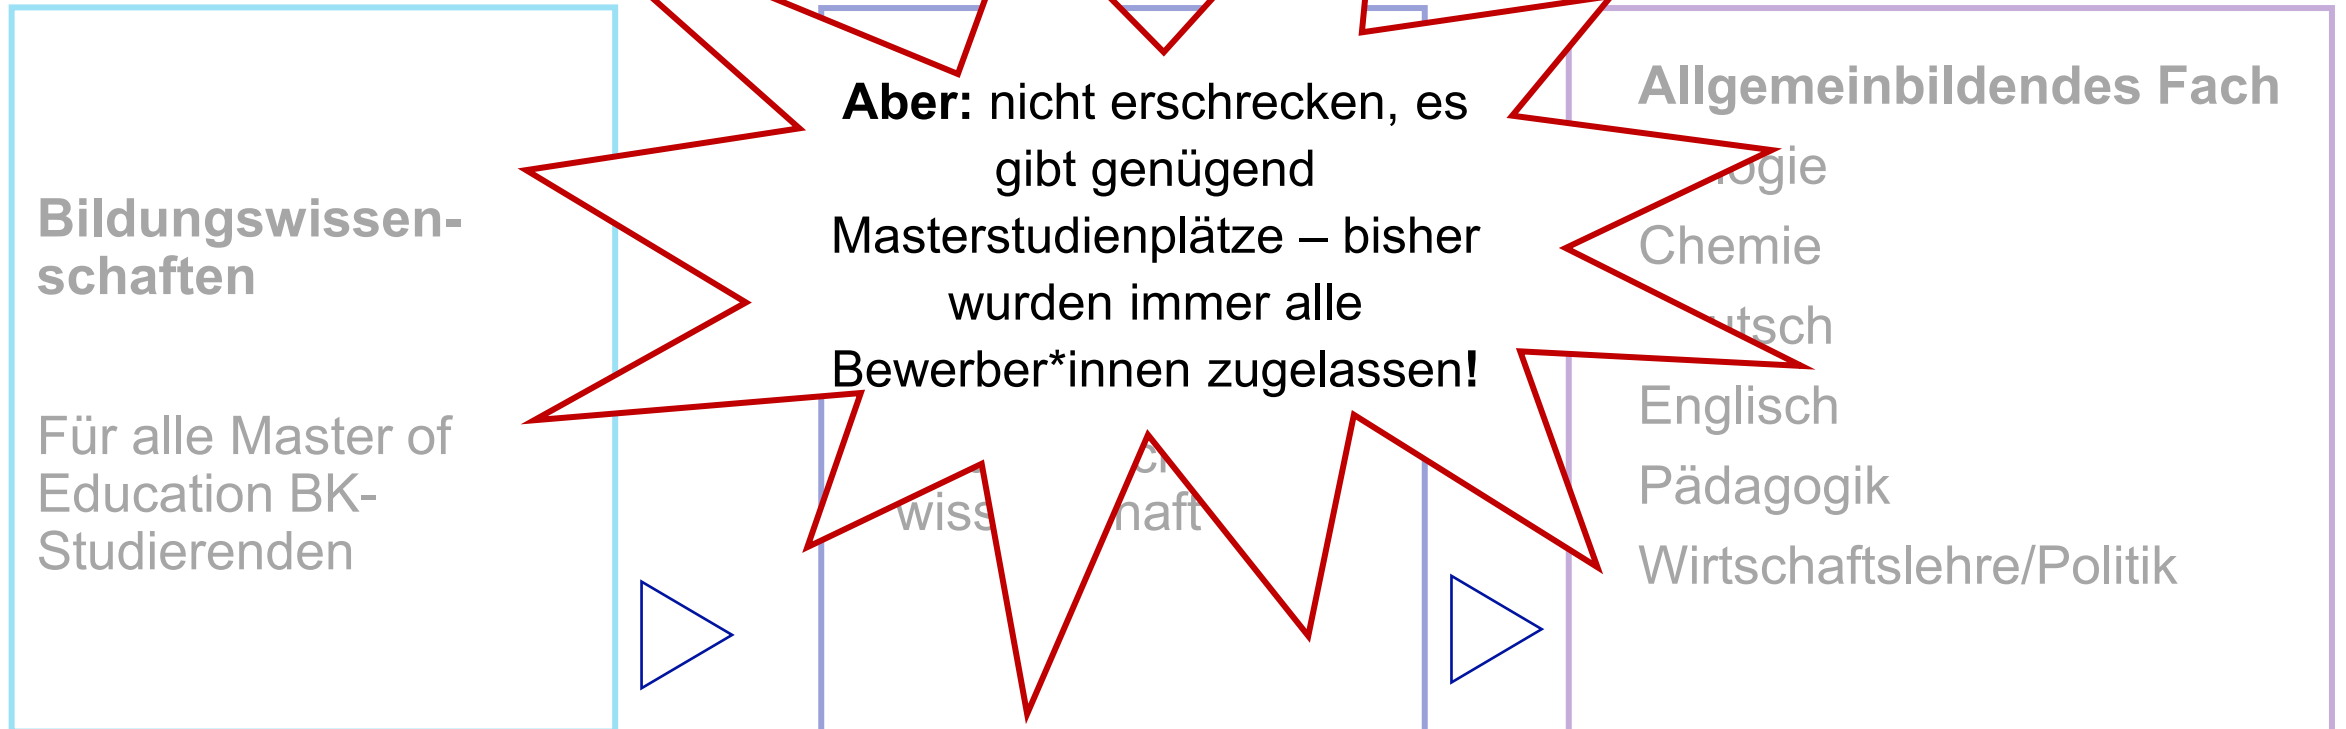 Bildungswissen-
schaften
Für alle Master of
Education BK-
Studierenden
Aber: nicht erschrecken, es
gibt genügend
Masterstudienplätze – bisher
wurden immer alle
Bewerber*innen zugelassen!
Allgemeinbildendes Fach
Chemie
Englisch
Pädagogik
Wirtschaftslehre/Politik